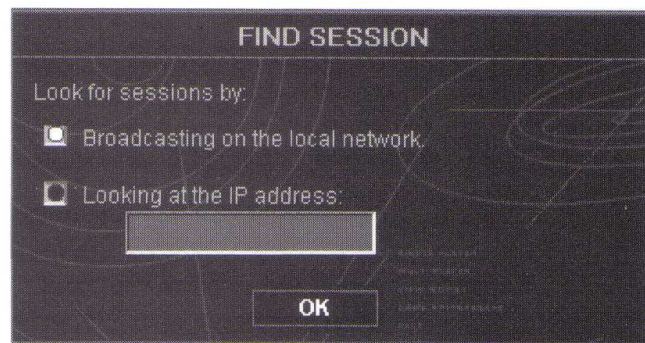 FIND SESSION
Look for sessions by:
Broadcasting on the local network.
Looking at the IP address:
OK